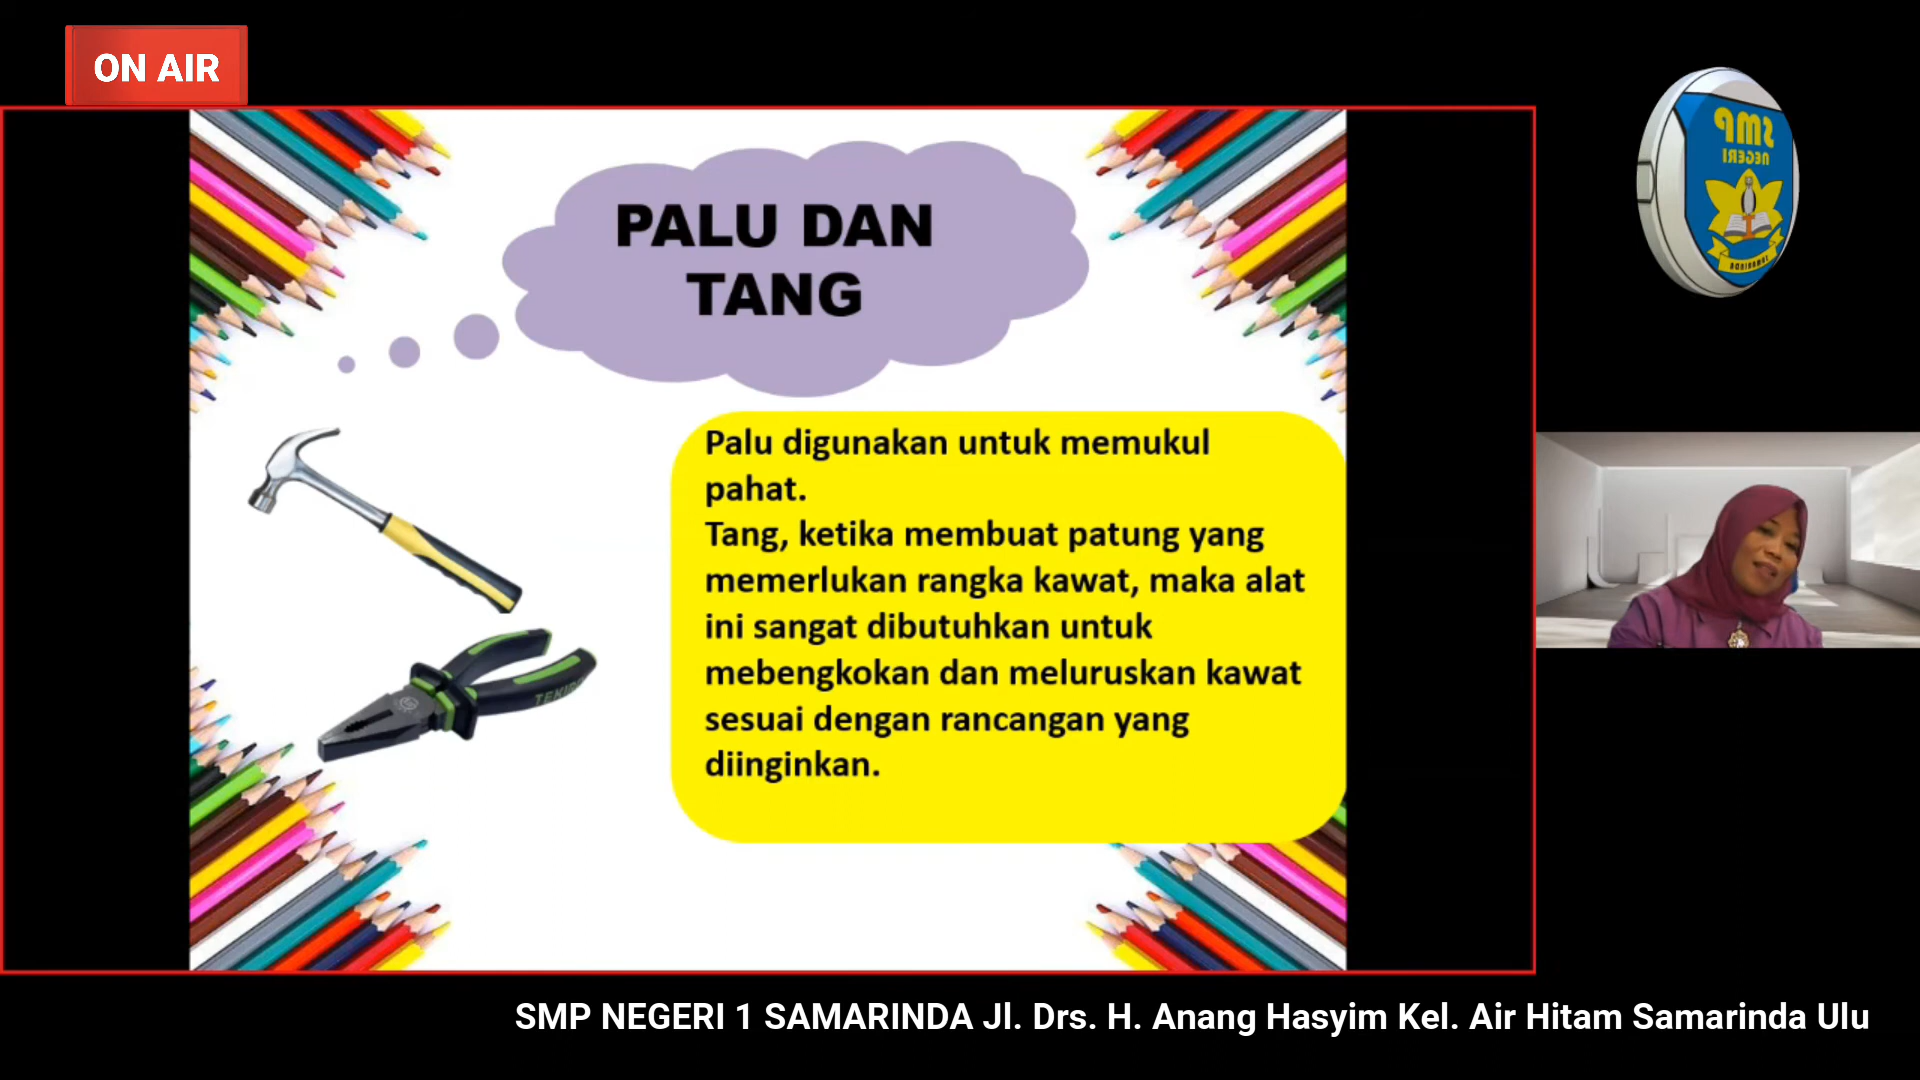 ON AIR
SMP
NEGERI
PALU DAN
TANG
Palu digunakan untuk memukul
pahat.
Tang, ketika membuat patung yang
memerlukan rangka kawat, maka alat
ini sangat dibutuhkan untuk
mebengkokan dan meluruskan kawat
sesuai dengan rancangan yang
diinginkan.
SMP NEGERI 1 SAMARINDA Jl. Drs. H. Anang Hasyim Kel. Air Hitam Samarinda Ulu